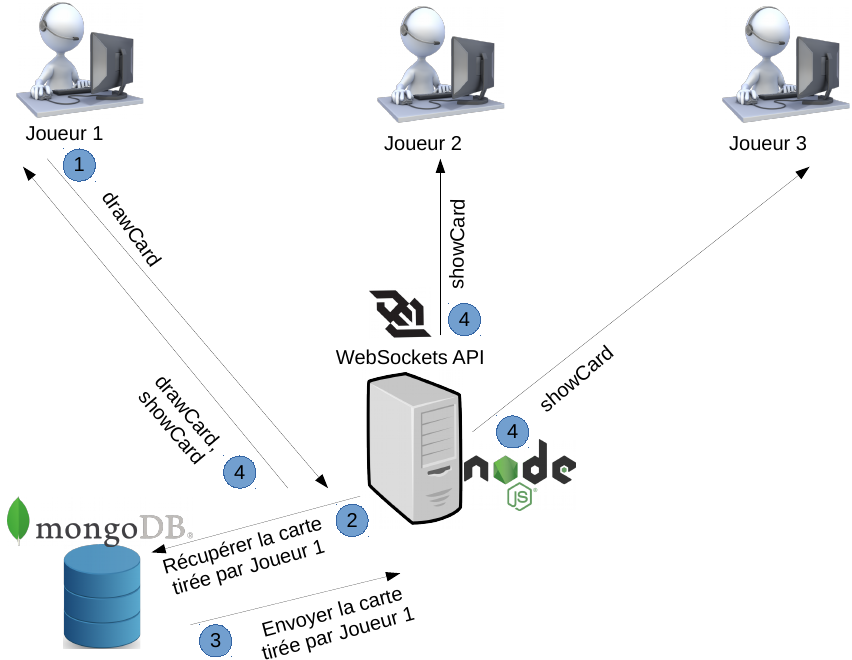 Joueur 1
Joueur 2
Joueur 3
1
drawCard
showCard
4
WebSockets API
drawCard,
showCard
4
showCard
4
node
JS
mongoDB.
2
Récupérer la carte
tirée par Joueur 1
3
Envoyer la carte
tirée par Joueur 1